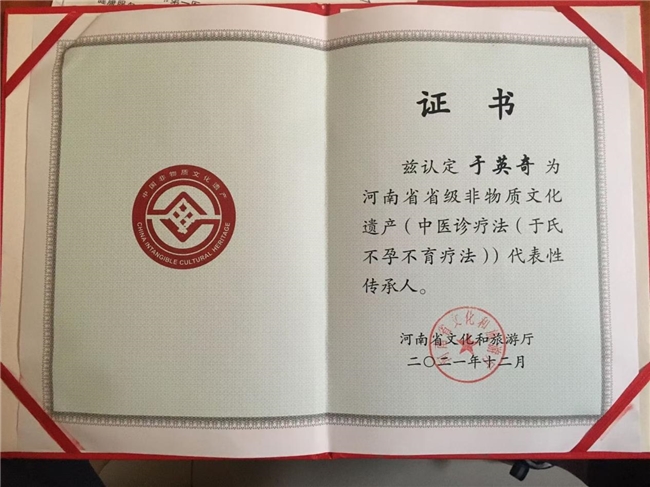 中国非物质文化遗产
CHINA INTANGIBLE CULTURAL HERITAGE
证 书
兹认定 于英奇 为
河南省省级非物质文化
遗产（中医诊疗法（于氏
不孕不育疗法））代表性
传承人。
河南省文化和旅游厅
二〇二一年十二月